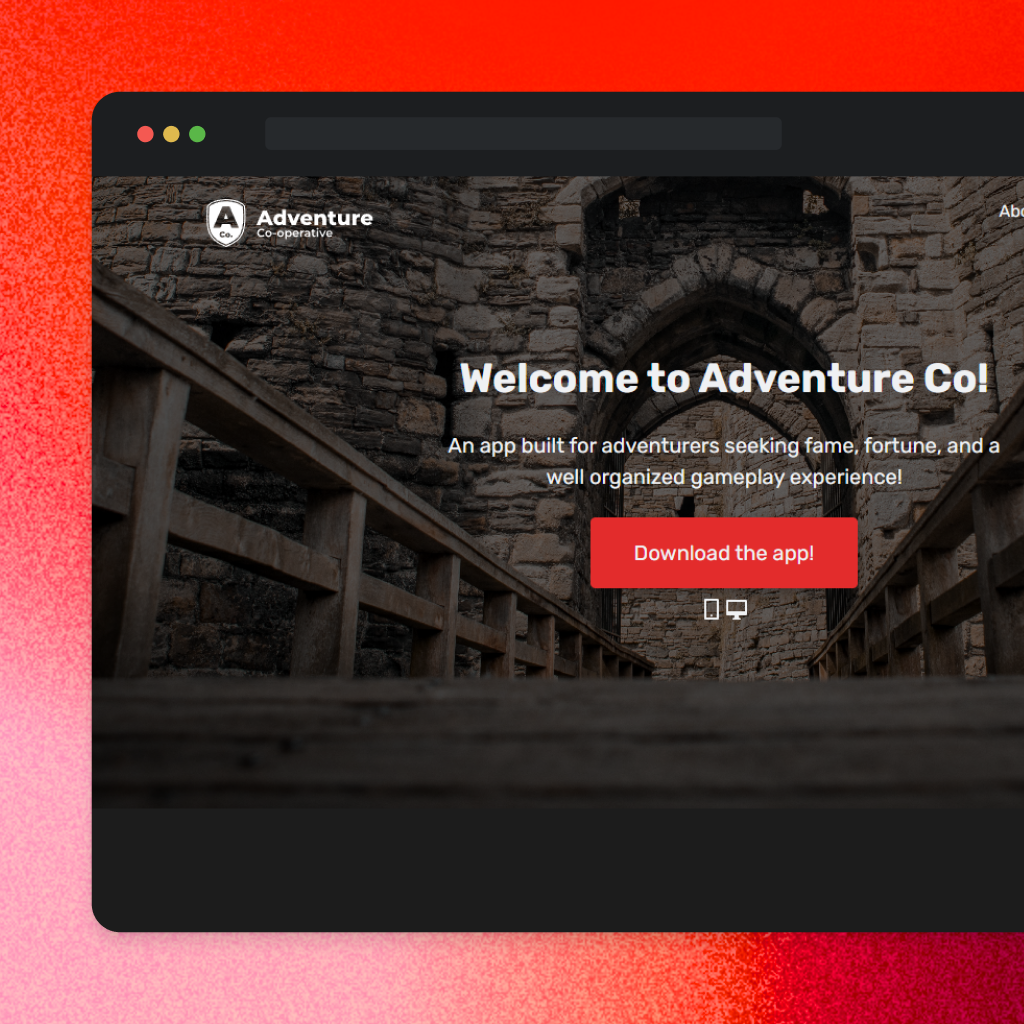 A
Co.
Adventure
Co-operative
Abo
Welcome to Adventure Co!
An app built for adventurers seeking fame, fortune, and a
well organized gameplay experience!
Download the app!